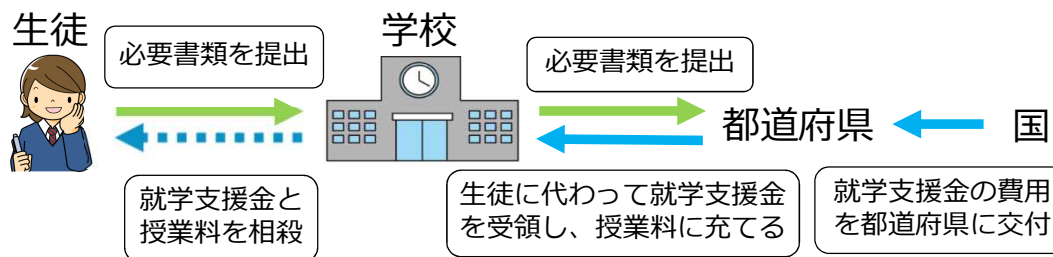 生徒
必要書類を提出
学校
必要書類を提出
都道府県
国
就学支援金と
授業料を相殺
生徒に代わって就学支援金
を受領し、授業料に充てる
就学支援金の費用
を都道府県に交付